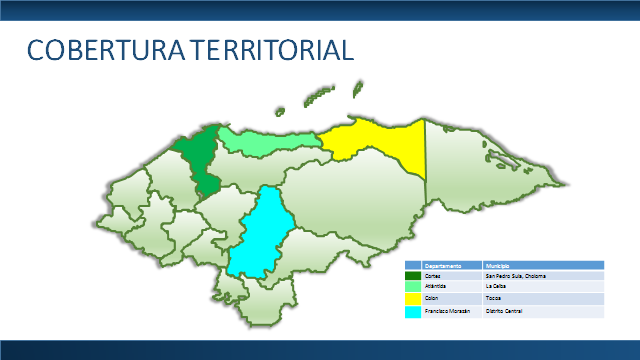 COBERTURA TERRITORIAL
Departamento Municipio
Cortes San Pedro Sula, Choloma
Atlántida La Ceiba
Colon Tocoa
Francisco Morazán Distrito Central